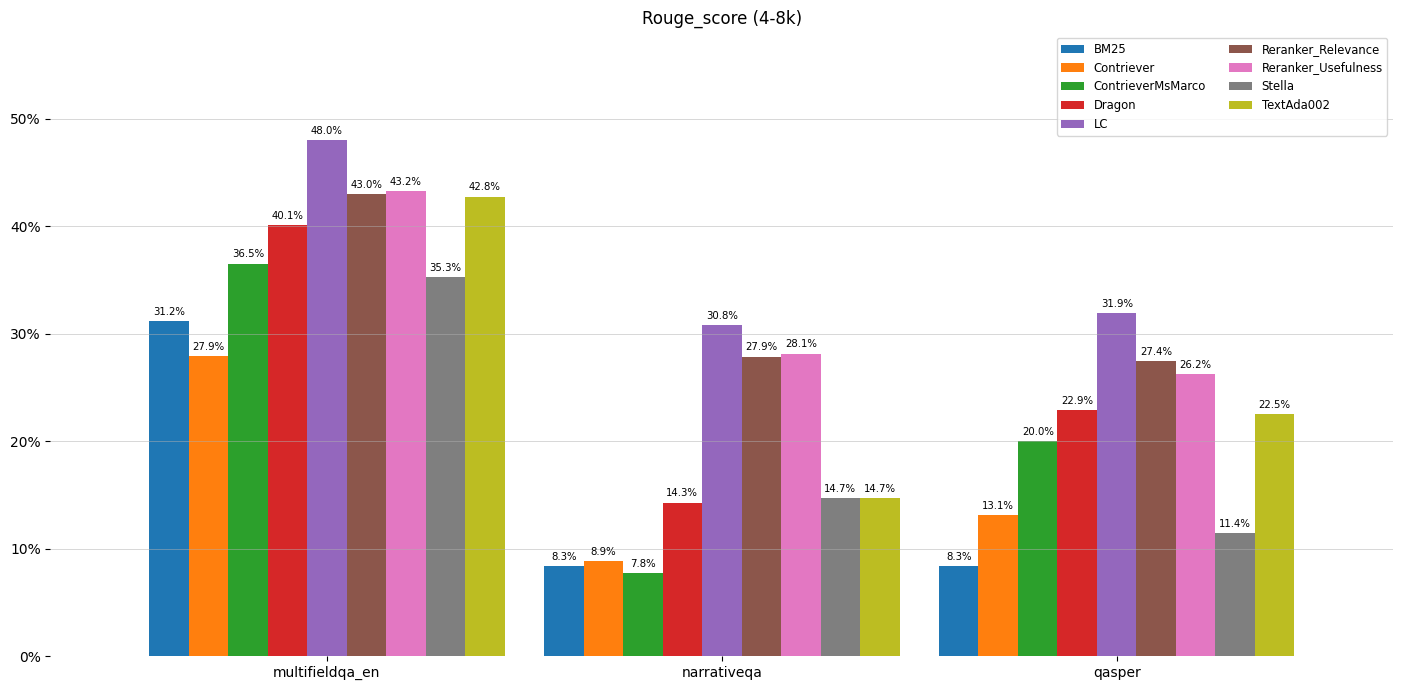 Rouge_score (4-8k)
BM25
Contriever
ContrieverMsMarco
Dragon
LC
Reranker_Relevance
Reranker_Usefulness
Stella
TextAda002
50%
40%
30%
20%
10%
0%
31.2%
27.9%
36.5%
40.1%
48.0%
43.0%
43.2%
35.3%
42.8%
8.3%
8.9%
7.8%
14.3%
30.8%
27.9%
28.1%
14.7%
14.7%
8.3%
13.1%
20.0%
22.9%
31.9%
27.4%
26.2%
11.4%
22.5%
multifieldqa_en
narrativeqa
qasper